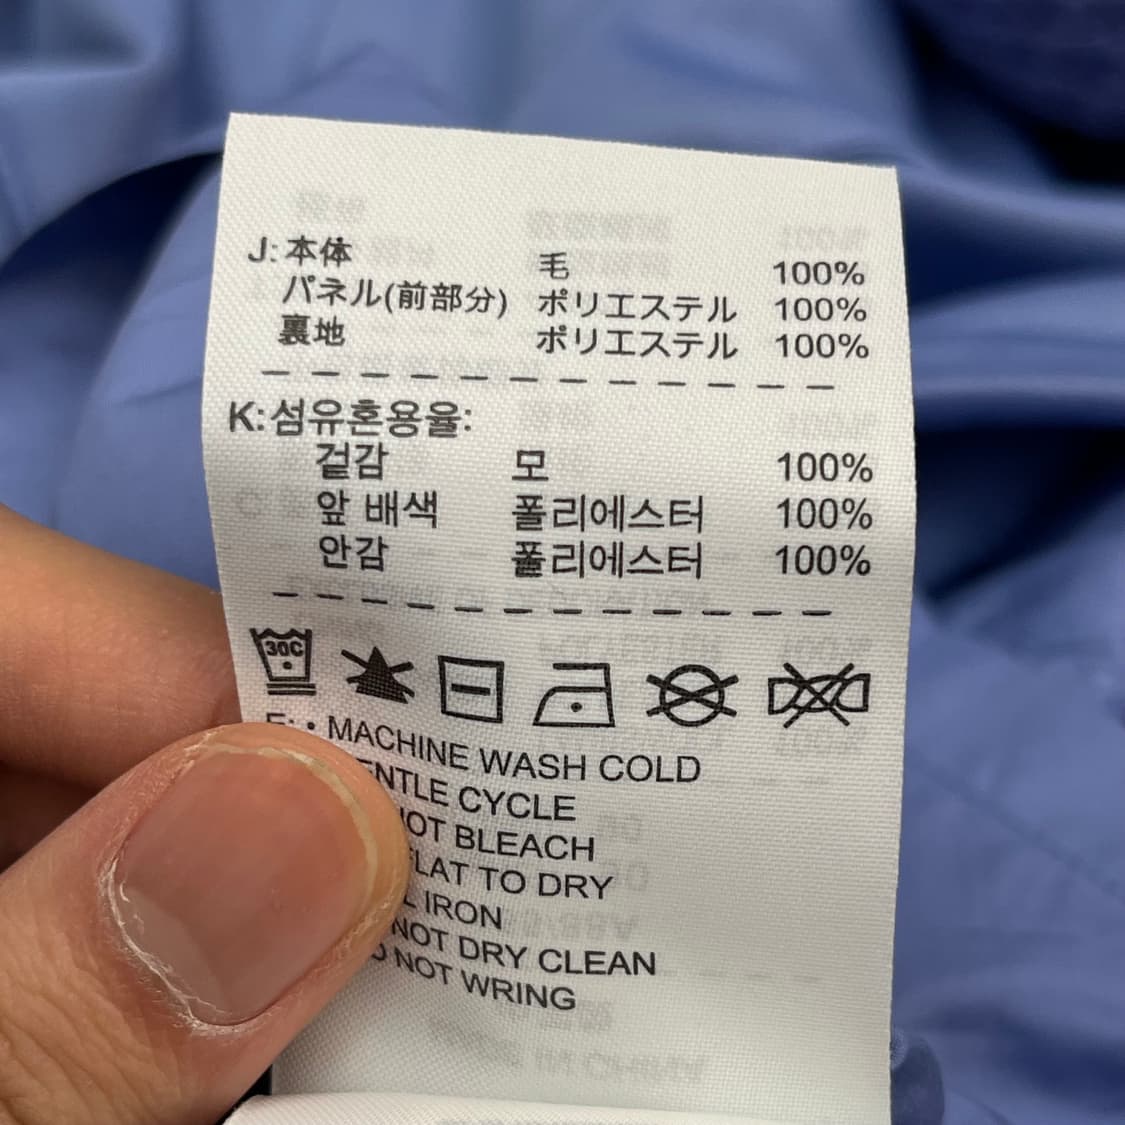 J: 本体 毛 100%
パネル(前部分) ポリエステル 100%
裏地 ポリエステル 100%
K: 섬유혼용율:
겉감 모 100%
앞 배색 폴리에스터 100%
안감 폴리에스터 100%
30C
• MACHINE WASH COLD
NTLE CYCLE
OT BLEACH
LAT TO DRY
L IRON
NOT DRY CLEAN
NOT WRING